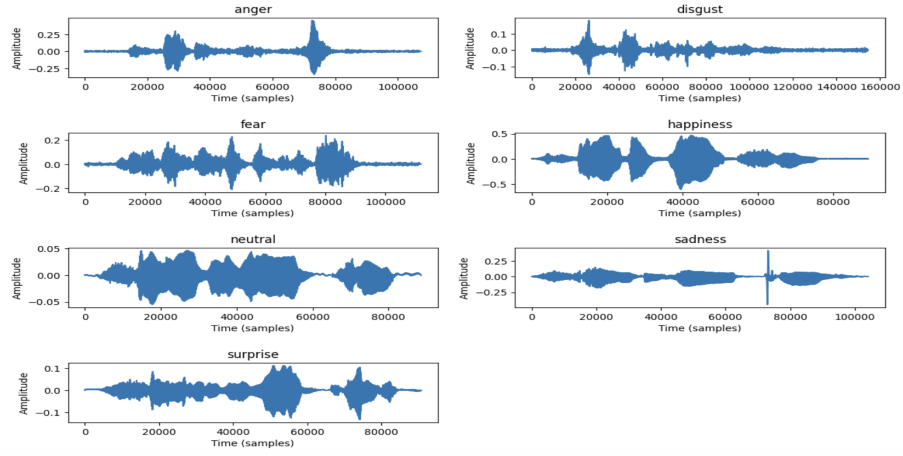 anger
Amplitude
0.25
0.00
−0.25
0 20000 40000 60000 80000 100000
Time (samples)
disgust
Amplitude
0.1
0.0
−0.1
0 20000 40000 60000 80000 100000 120000 140000 160000
Time (samples)
fear
Amplitude
0.2
0.0
−0.2
0 20000 40000 60000 80000 100000
Time (samples)
happiness
Amplitude
0.5
0.0
−0.5
0 20000 40000 60000 80000
Time (samples)
neutral
Amplitude
0.05
0.00
−0.05
0 20000 40000 60000 80000
Time (samples)
sadness
Amplitude
0.25
0.00
−0.25
0 20000 40000 60000 80000 100000
Time (samples)
surprise
Amplitude
0.1
0.0
−0.1
0 20000 40000 60000 80000
Time (samples)